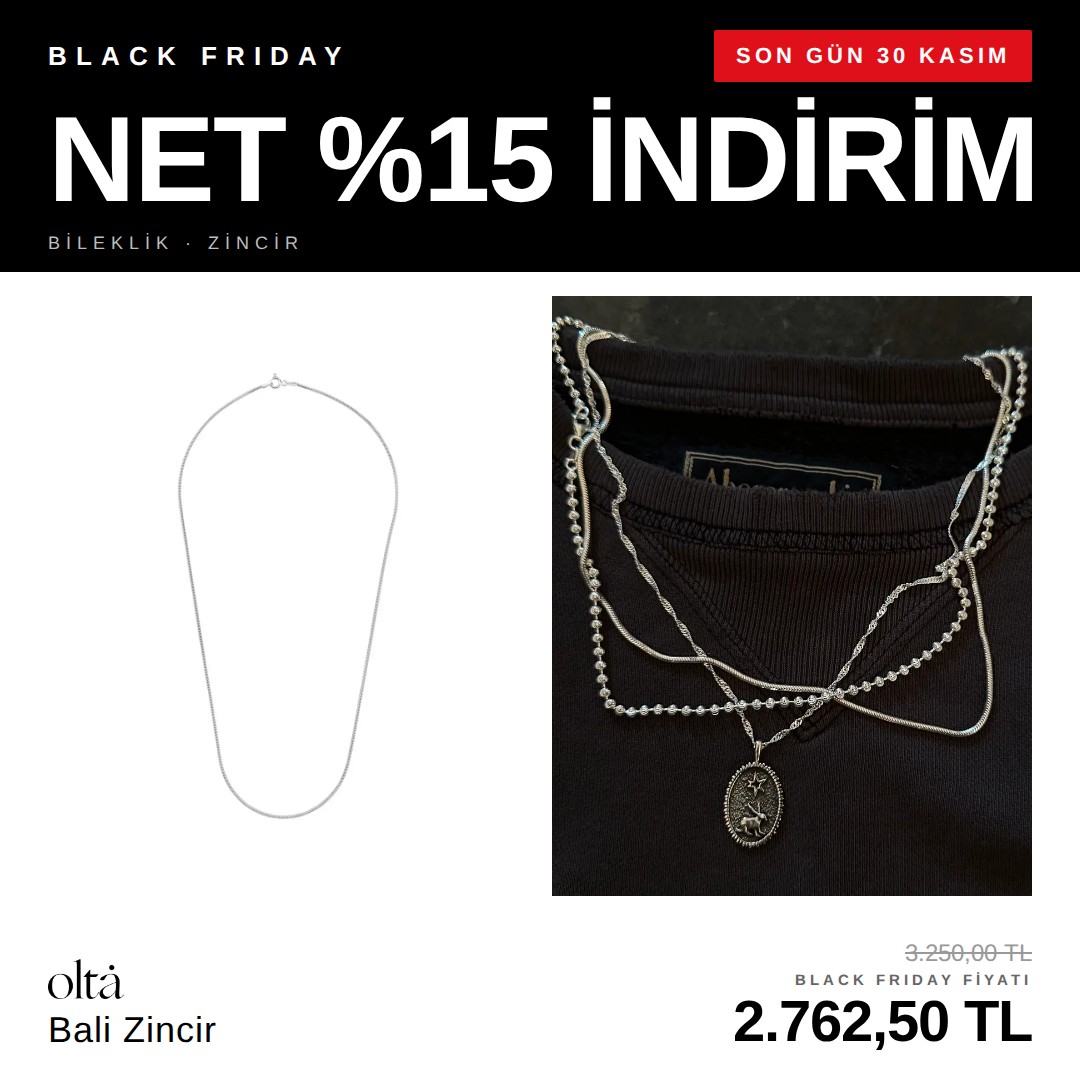 BLACK FRIDAY
SON GÜN 30 KASIM
NET %15 İNDİRİM
BİLEKLİK · ZİNCİR
olta
Bali Zincir
3.250,00 TL
BLACK FRIDAY FİYATI
2.762,50 TL